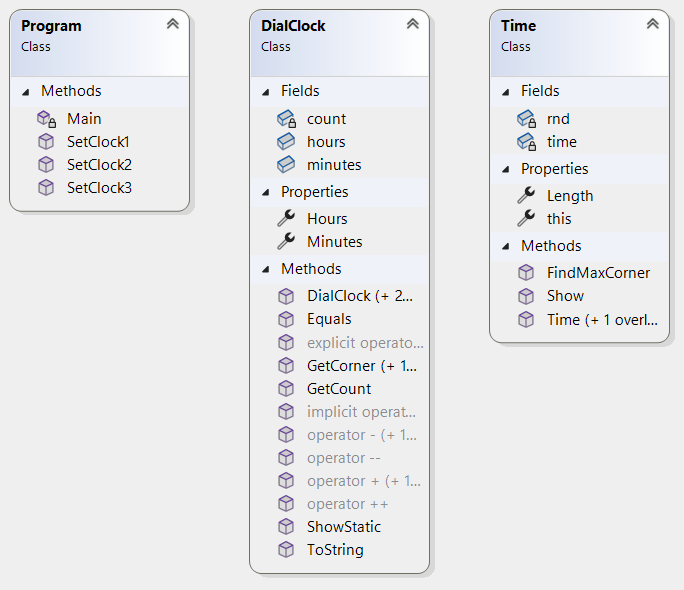 Program
Class
Methods
Main
SetClock1
SetClock2
SetClock3
DialClock
Class
Fields
count
hours
minutes
Properties
Hours
Minutes
Methods
DialClock (+ 2...
Equals
explicit operato...
GetCorner (+ 1...
GetCount
implicit operat...
operator - (+ 1...
operator --
operator + (+ 1...
operator ++
ShowStatic
ToString
Time
Class
Fields
rnd
time
Properties
Length
this
Methods
FindMaxCorner
Show
Time (+ 1 overl...